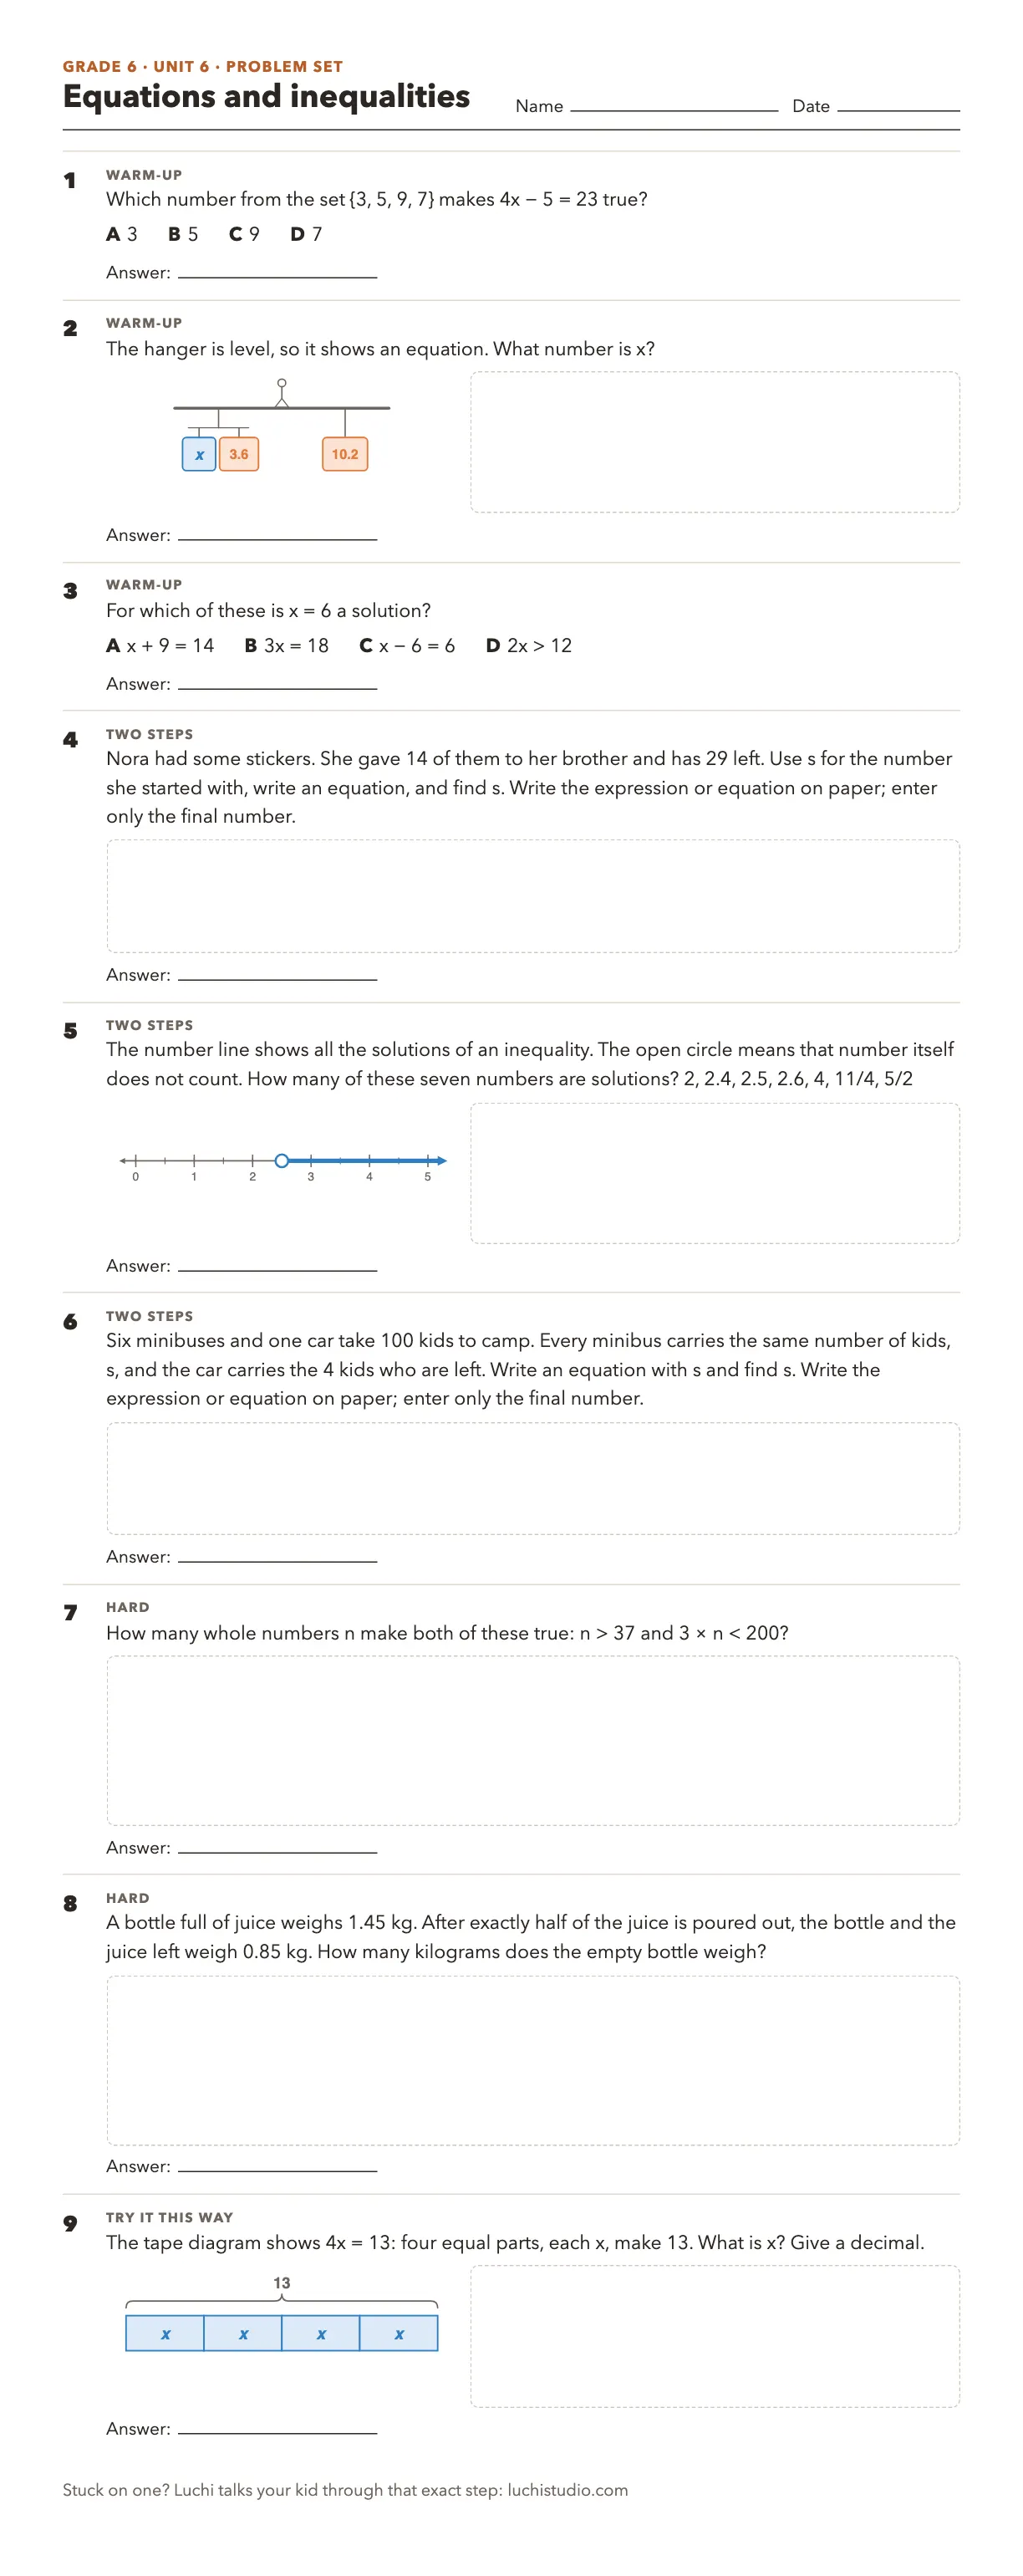 GRADE 6 · UNIT 6 · PROBLEM SET
Equations and inequalities
Name
Date
1
WARM-UP
Which number from the set {3, 5, 9, 7} makes 4x − 5 = 23 true?
A 3 B 5 C 9 D 7
Answer:
2
WARM-UP
The hanger is level, so it shows an equation. What number is x?
x 3.6 10.2
Answer:
3
WARM-UP
For which of these is x = 6 a solution?
A x + 9 = 14 B 3x = 18 C x − 6 = 6 D 2x > 12
Answer:
4
TWO STEPS
Nora had some stickers. She gave 14 of them to her brother and has 29 left. Use s for the number
she started with, write an equation, and find s. Write the expression or equation on paper; enter
only the final number.
Answer:
5
TWO STEPS
The number line shows all the solutions of an inequality. The open circle means that number itself
does not count. How many of these seven numbers are solutions? 2, 2.4, 2.5, 2.6, 4, 11/4, 5/2
0 1 2 3 4 5
Answer:
6
TWO STEPS
Six minibuses and one car take 100 kids to camp. Every minibus carries the same number of kids,
s, and the car carries the 4 kids who are left. Write an equation with s and find s. Write the
expression or equation on paper; enter only the final number.
Answer:
7
HARD
How many whole numbers n make both of these true: n > 37 and 3 × n < 200?
Answer:
8
HARD
A bottle full of juice weighs 1.45 kg. After exactly half of the juice is poured out, the bottle and the
juice left weigh 0.85 kg. How many kilograms does the empty bottle weigh?
Answer:
9
TRY IT THIS WAY
The tape diagram shows 4x = 13: four equal parts, each x, make 13. What is x? Give a decimal.
13
x x x x
Answer:
Stuck on one? Luchi talks your kid through that exact step: luchistudio.com